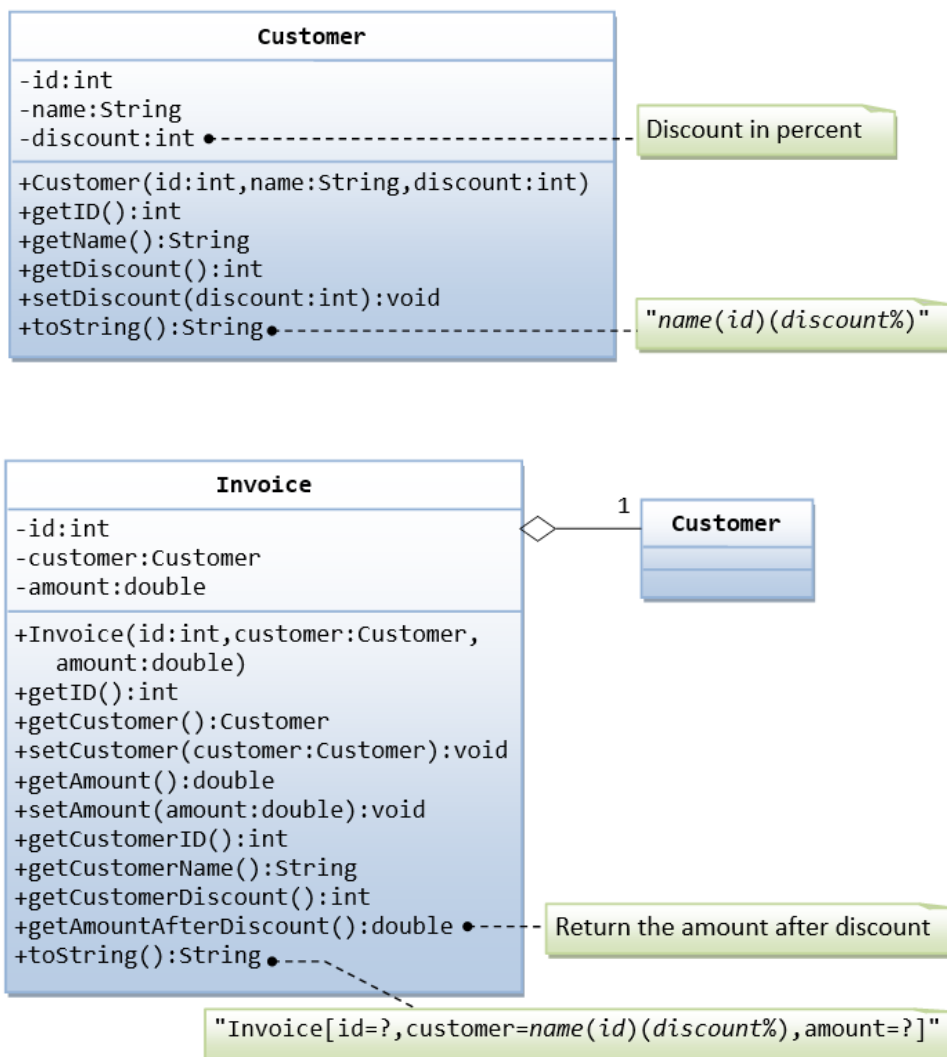 Customer
-id:int
-name:String
-discount:int
Discount in percent
+Customer(id:int,name:String,discount:int)
+getID():int
+getName():String
+getDiscount():int
+setDiscount(discount:int):void
+toString():String
"name(id)(discount%)"
Invoice
-id:int
-customer:Customer
-amount:double
1
Customer
+Invoice(id:int,customer:Customer,
amount:double)
+getID():int
+getCustomer():Customer
+setCustomer(customer:Customer):void
+getAmount():double
+setAmount(amount:double):void
+getCustomerID():int
+getCustomerName():String
+getCustomerDiscount():int
+getAmountAfterDiscount():double
Return the amount after discount
+toString():String
"Invoice[id=?,customer=name(id)(discount%),amount=?]"